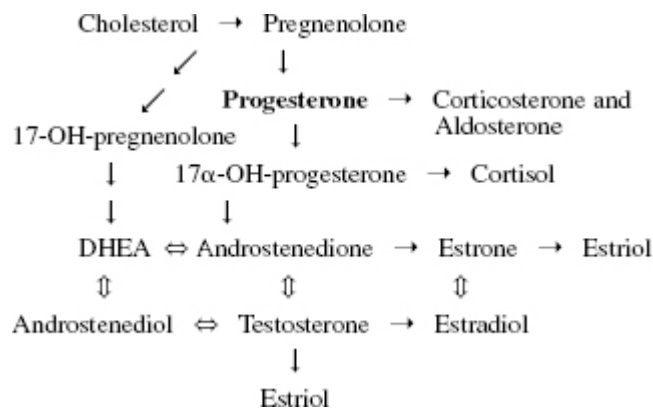 Cholesterol → Pregnenolone
↙ ↓
↙ Progesterone → Corticosterone and
Aldosterone
17-OH-pregnenolone ↓
↓ 17α-OH-progesterone → Cortisol
↓ ↓
DHEA ⇔ Androstenedione → Estrone → Estriol
⇕ ⇕ ⇕
Androstenediol ⇔ Testosterone → Estradiol
↓
Estriol